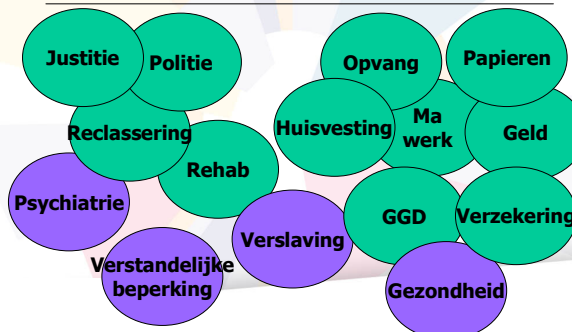 Justitie
Politie
Opvang
Papieren
Reclassering
Huisvesting
Ma
werk
Geld
Rehab
Psychiatrie
GGD
Verzekering
Verslaving
Verstandelijke
beperking
Gezondheid